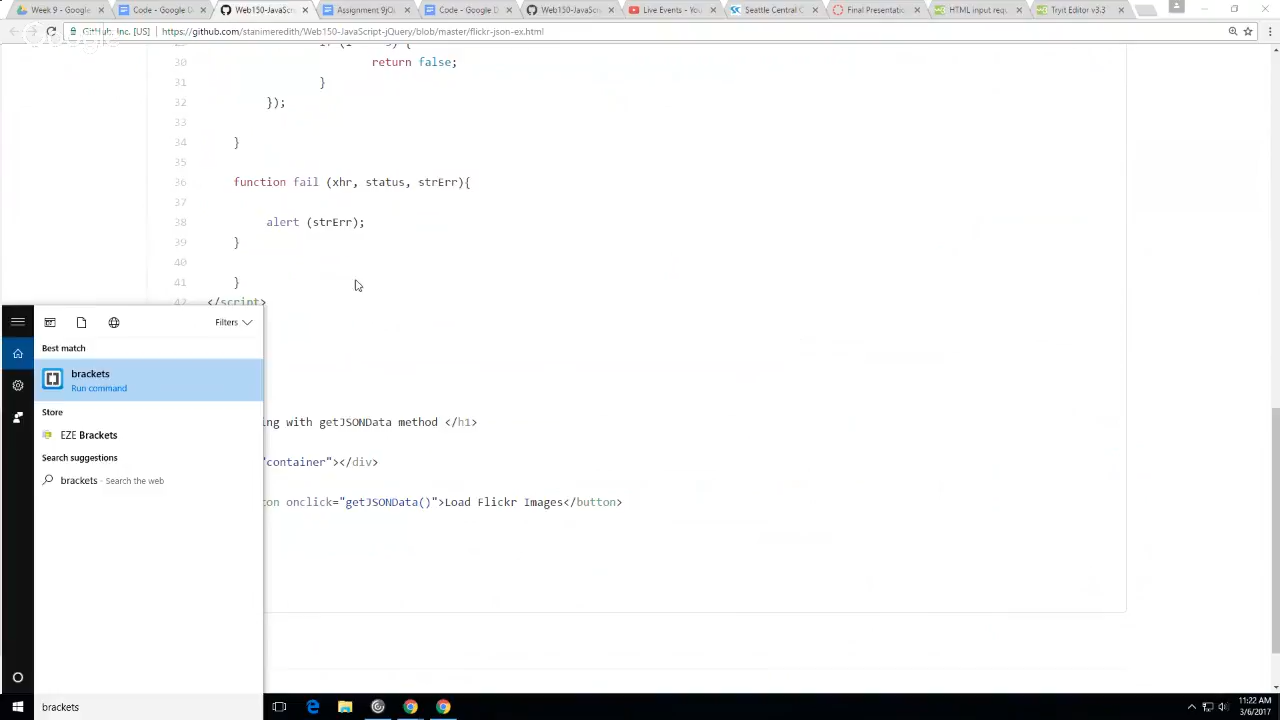 Week 9 - Google
Code - Google D
Web150-JavaScri
Assignment 9jOl
Code - Google D
Web150-JavaScri
Live Events - You
Seattle Central C
Final Presentatic
HTML input requ
Tryit Editor v3.3
GitHub, Inc. [US]
https://github.com/stanimeredith/Web150-JavaScript-jQuery/blob/master/flickr-json-ex.html
30 return false;
31 }
32 });
33
34 }
35
36 function fail (xhr, status, strErr){
37
38 alert (strErr);
39 }
40
41 }
42 </script>
Filters
Best match
brackets
Run command
Store
EZE Brackets
Search suggestions
brackets - Search the web
ing with getJSONData method </h1>
"container"></div>
ton onclick="getJSONData()">Load Flickr Images</button>
brackets
11:22 AM
3/6/2017